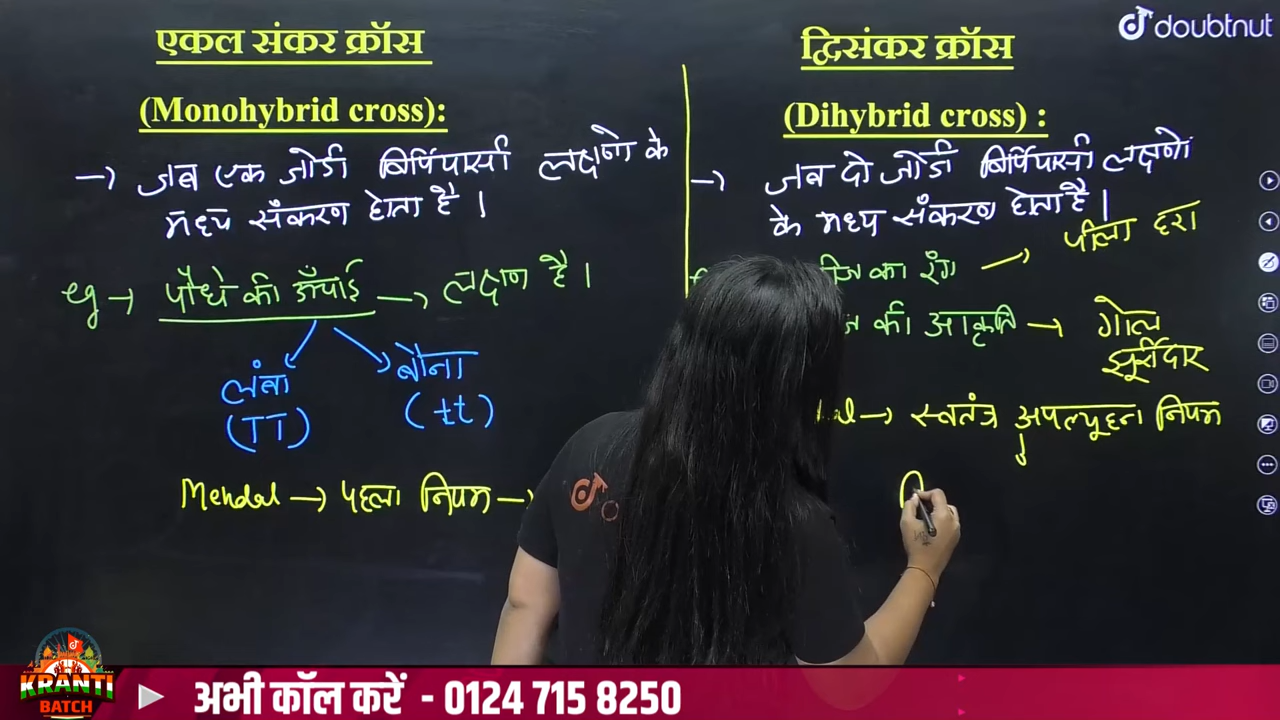 एकल संकर क्रॉस
(Monohybrid cross):
→ जब एक जोडी विपर्यासी लक्षणो के
मध्य संकरण होता है ।
eg → पौधे की ऊँचाई → लक्षण है ।
लंबा बौना
(TT) (tt)
Mendal → पहला नियम →
doubtnut
द्विसंकर क्रॉस
(Dihybrid cross) :
→ जब दो जोडी विपर्यासी लक्षणो
के मध्य संकरण होता है ।
का रंग → पीला हरा
की आकृति → गोल
झुर्रीदार
→ स्वतंत्र अपव्यूहन नियम
KRANTI
BATCH
अभी कॉल करें - 0124 715 8250